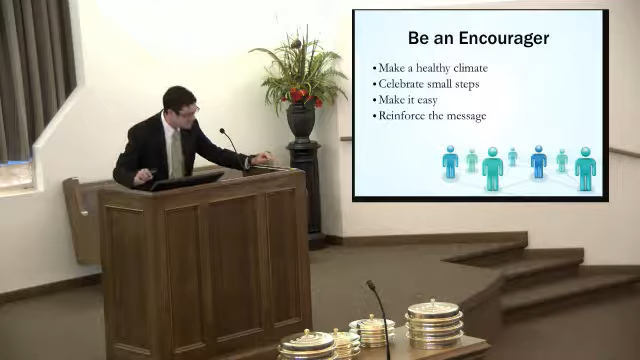 Be an Encourager
• Make a healthy climate
• Celebrate small steps
• Make it easy
• Reinforce the message